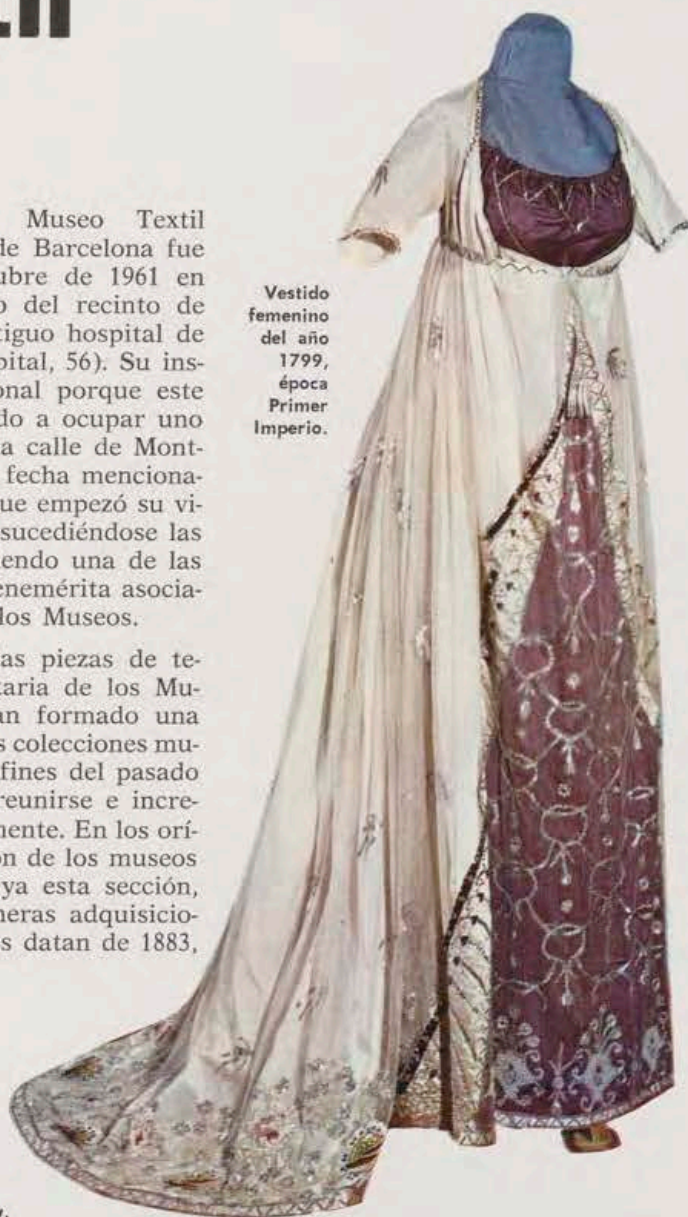 Museo Textil
de Barcelona fue
ubre de 1961 en
o del recinto de
tiguo hospital de
pital, 56). Su ins-
onal porque este
do a ocupar uno
a calle de Mont-
fecha menciona-
ue empezó su vi-
sucediéndose las
iendo una de las
enemérita asocia-
los Museos.
as piezas de te-
taria de los Mu-
an formado una
s colecciones mu-
fines del pasado
reunirse e incre-
mente. En los orí-
ón de los museos
ya esta sección,
neras adquisicio-
s datan de 1883,
Vestido
femenino
del año
1799,
época
Primer
Imperio.